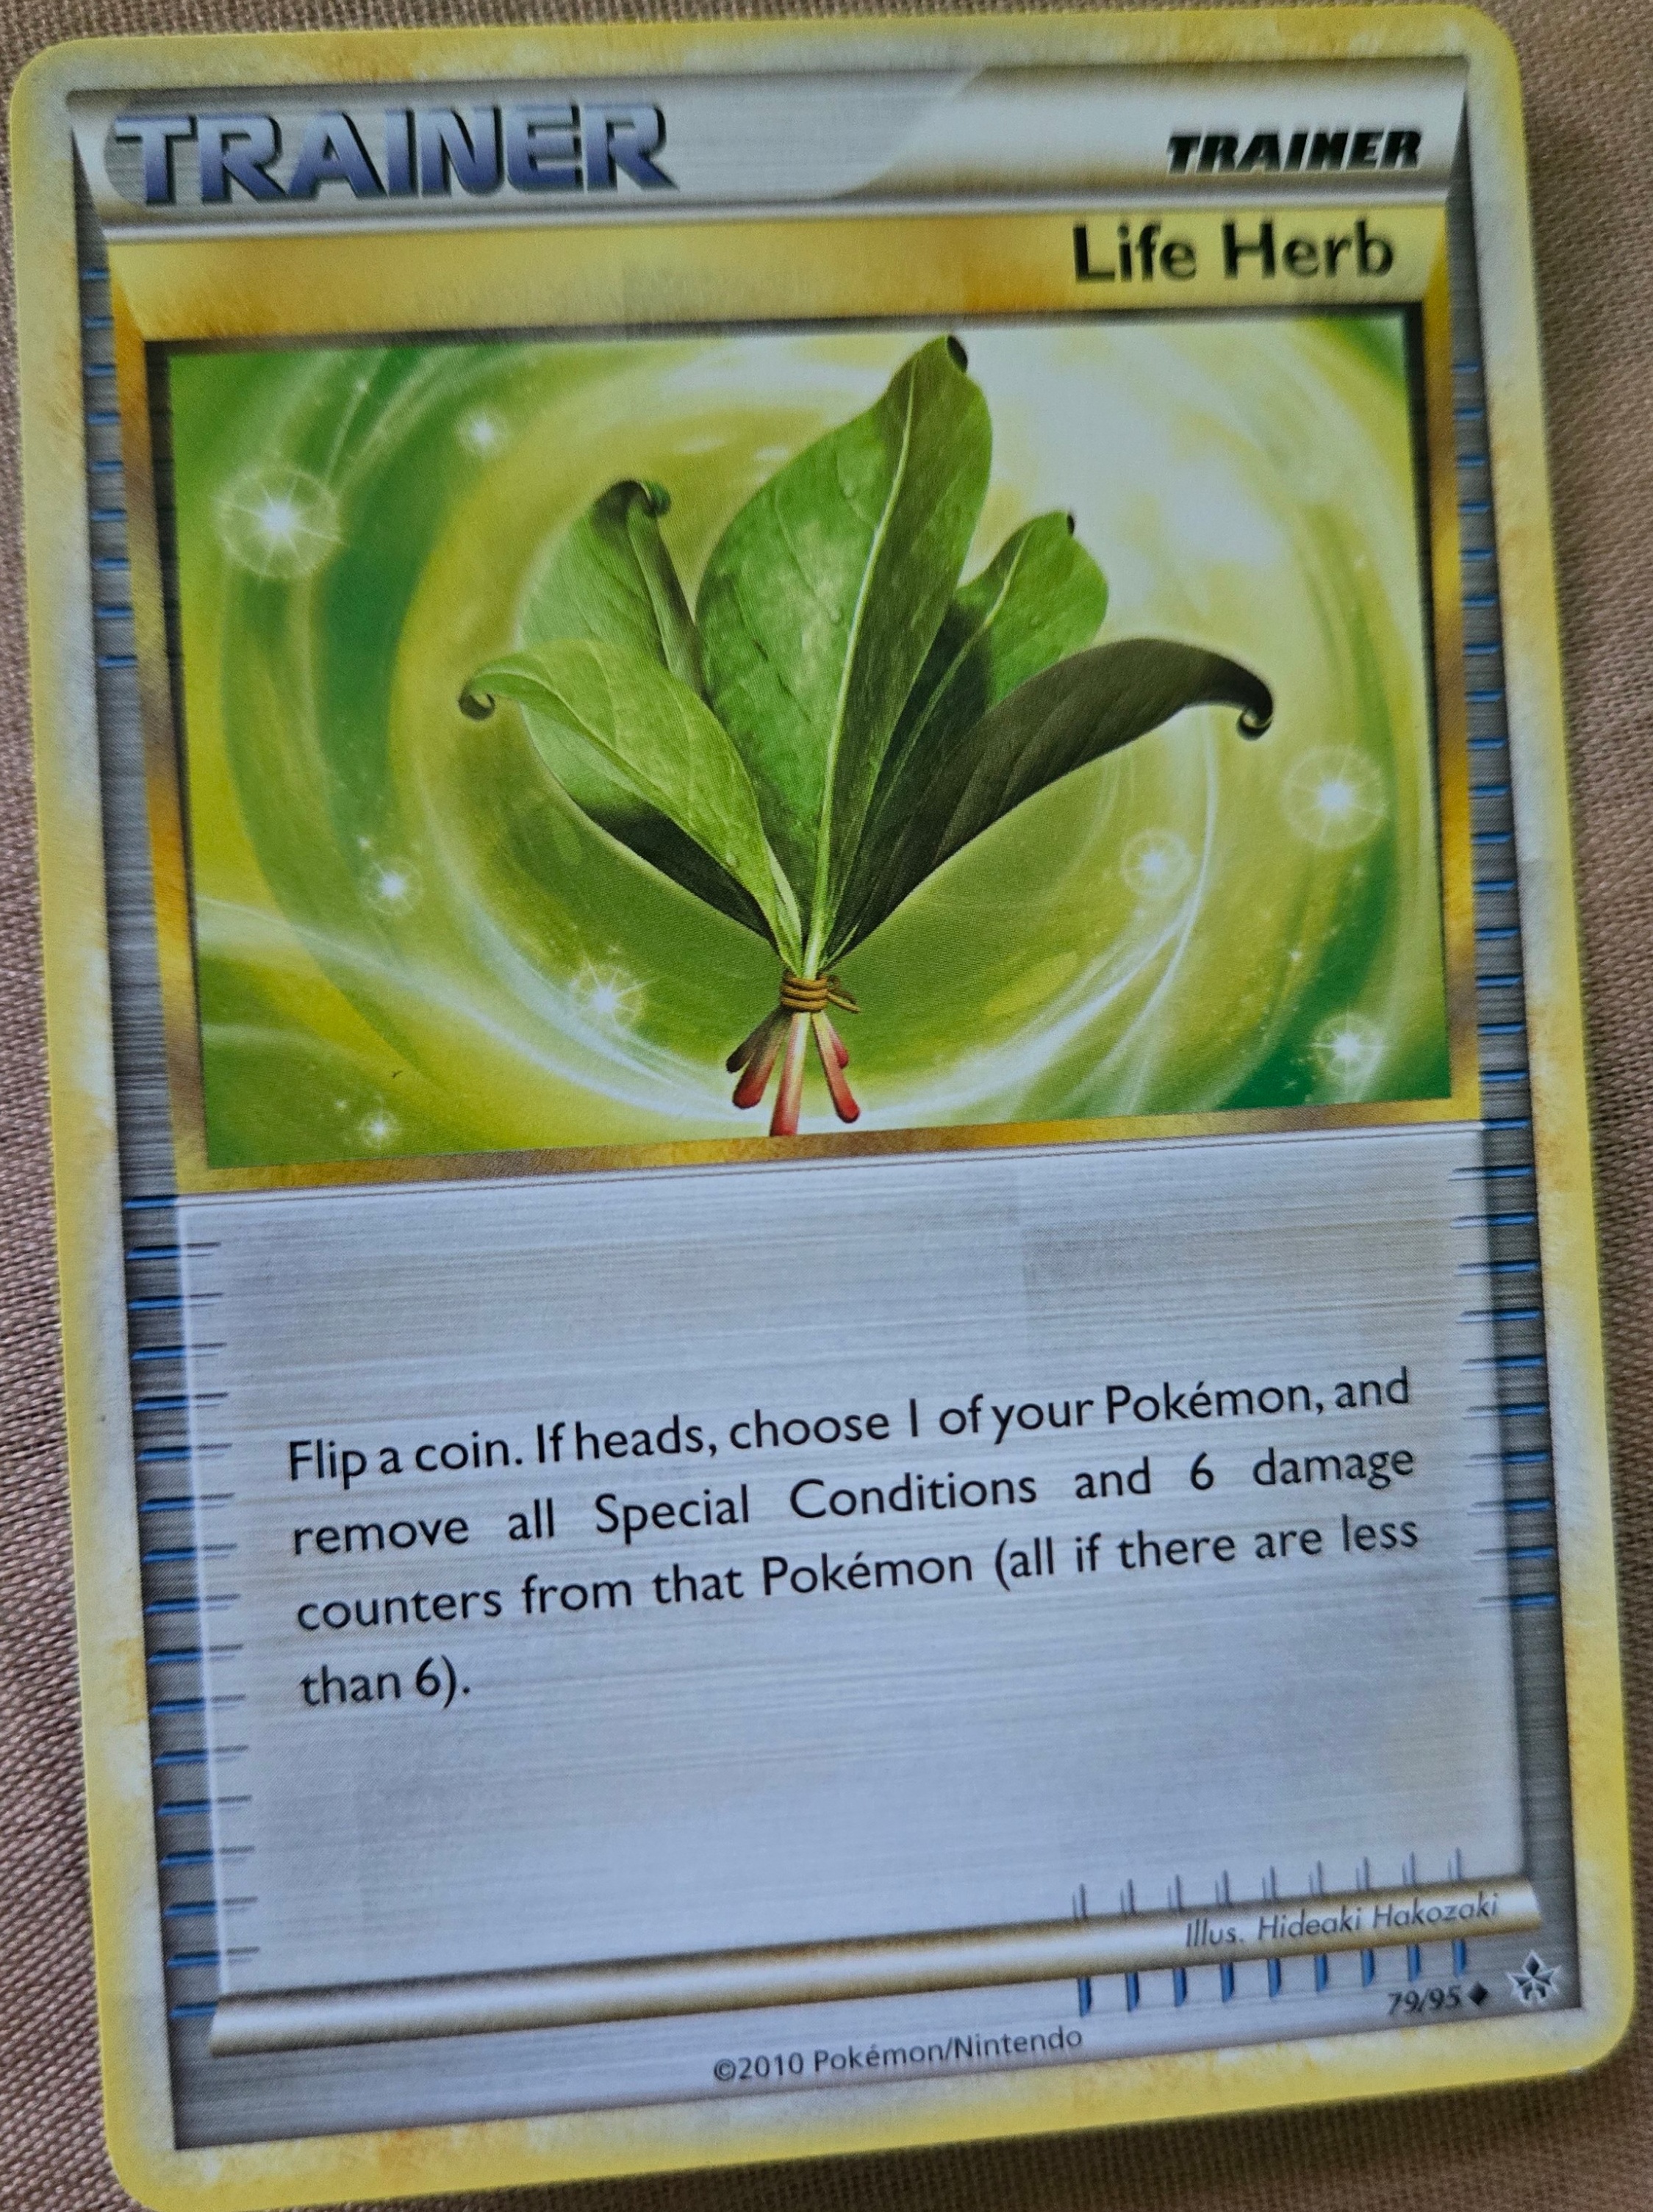 TRAINER
TRAINER
Life Herb
Flip a coin. If heads, choose 1 of your Pokémon, and
remove all Special Conditions and 6 damage
counters from that Pokémon (all if there are less
than 6).
Illus. Hideaki Hakozaki
79/95
©2010 Pokémon/Nintendo